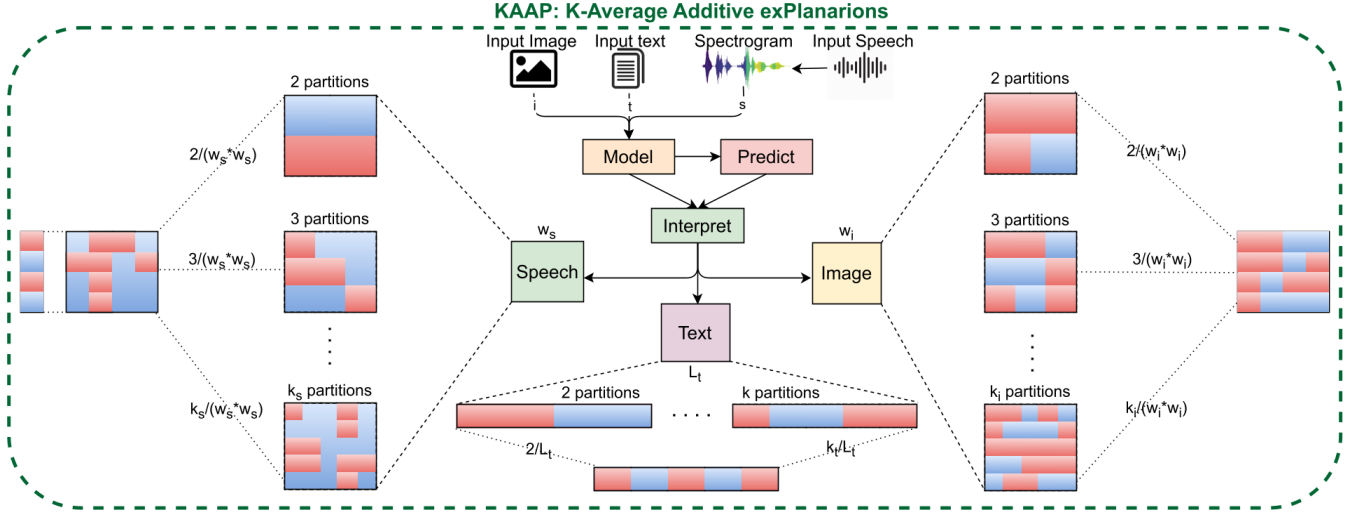 KAAP: K-Average Additive exPlanarions
Input Image
Input text
Spectrogram
Input Speech
i
t
s
Model
Predict
Interpret
w_s
Speech
w_i
Image
Text
L_t
2 partitions
3 partitions
k_s partitions
2/(w_s*w_s)
3/(w_s*w_s)
k_s/(w_s*w_s)
2 partitions
k partitions
2/L_t
k_t/L_t
2 partitions
3 partitions
k_i partitions
2/(w_i*w_i)
3/(w_i*w_i)
k_i/(w_i*w_i)